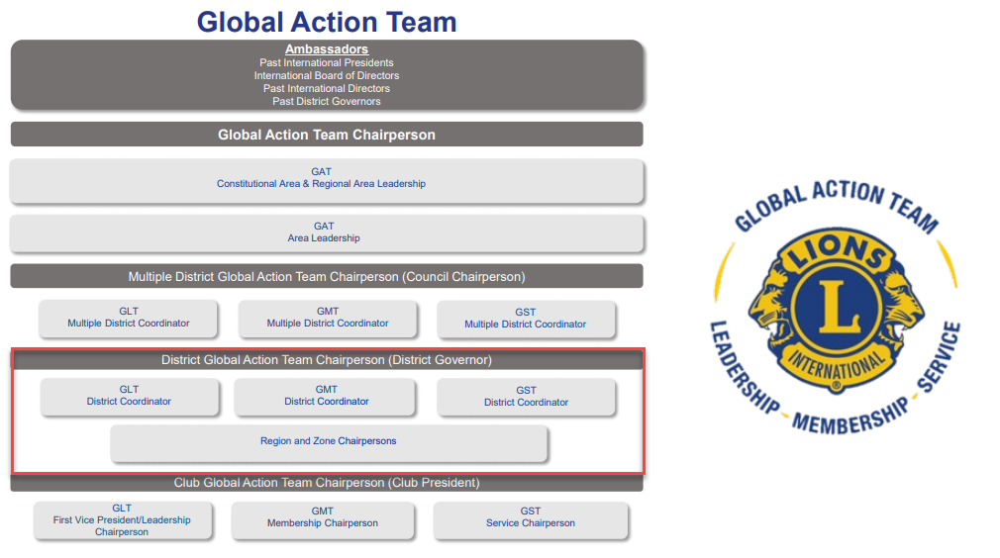 Global Action Team
Ambassadors
Past International Presidents
International Board of Directors
Past International Directors
Past District Governors
Global Action Team Chairperson
GAT
Constitutional Area & Regional Area Leadership
GAT
Area Leadership
Multiple District Global Action Team Chairperson (Council Chairperson)
GLT
Multiple District Coordinator
GMT
Multiple District Coordinator
GST
Multiple District Coordinator
District Global Action Team Chairperson (District Governor)
GLT
District Coordinator
GMT
District Coordinator
GST
District Coordinator
Region and Zone Chairpersons
Club Global Action Team Chairperson (Club President)
GLT
First Vice President/Leadership
Chairperson
GMT
Membership Chairperson
GST
Service Chairperson
GLOBAL ACTION TEAM
LIONS
L
INTERNATIONAL
®
LEADERSHIP - MEMBERSHIP - SERVICE